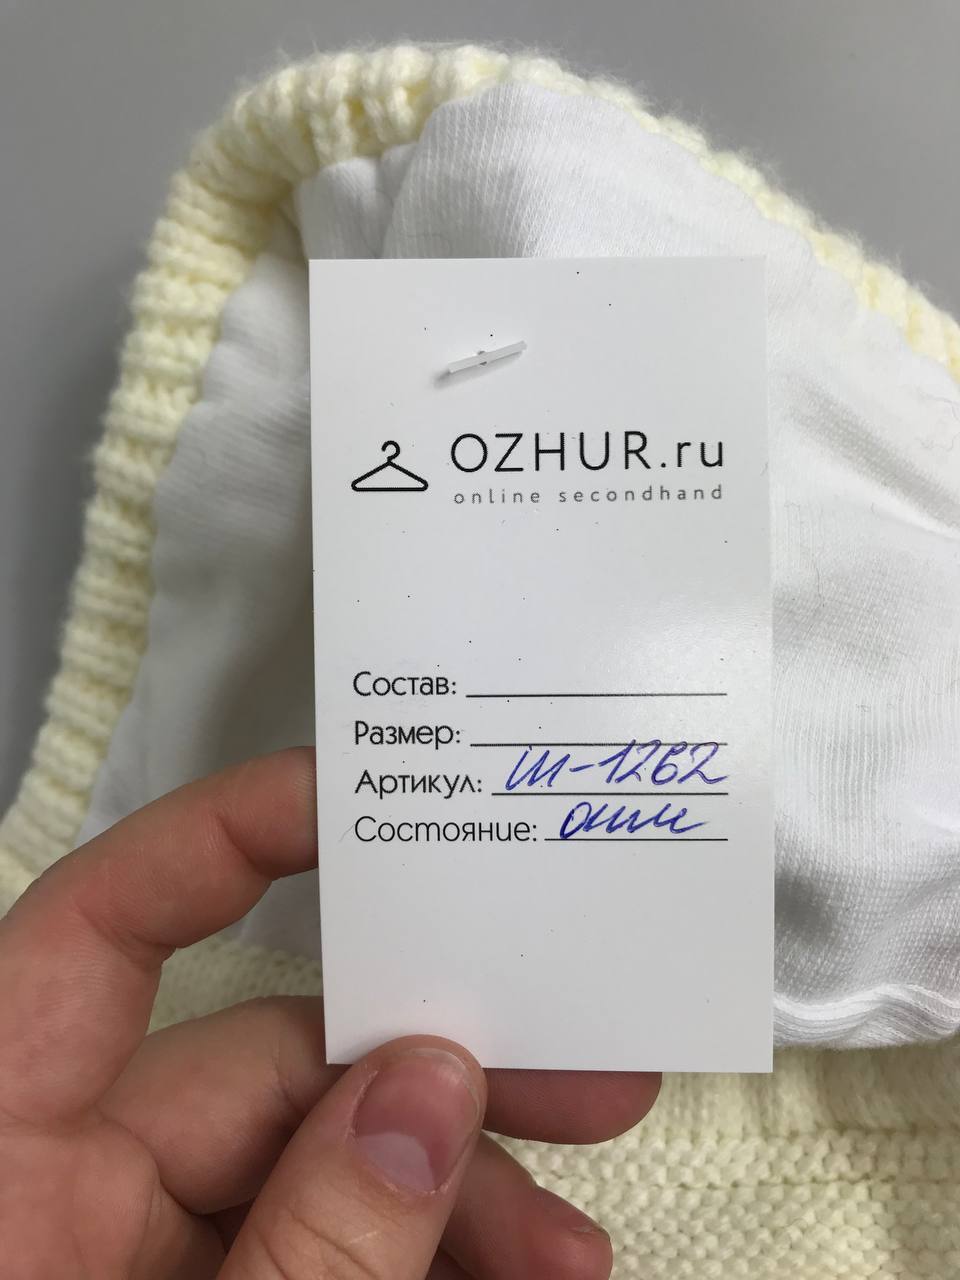 OZHUR.ru
online secondhand
Состав:
Размер:
Артикул: Ш-1262
Состояние: отл